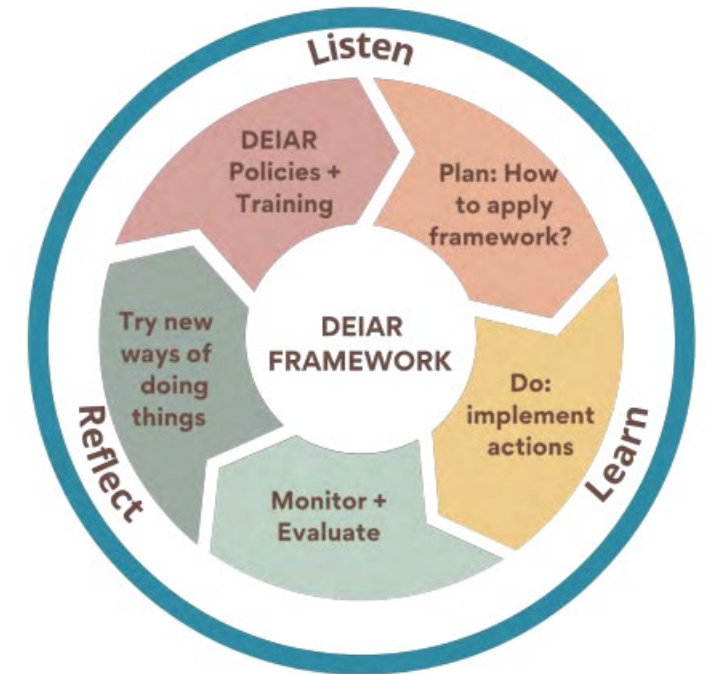 Listen
DEIAR
Policies +
Training
Plan: How
to apply
framework?
Do:
implement
actions
Learn
Monitor +
Evaluate
Reflect
Try new
ways of
doing
things
DEIAR
FRAMEWORK